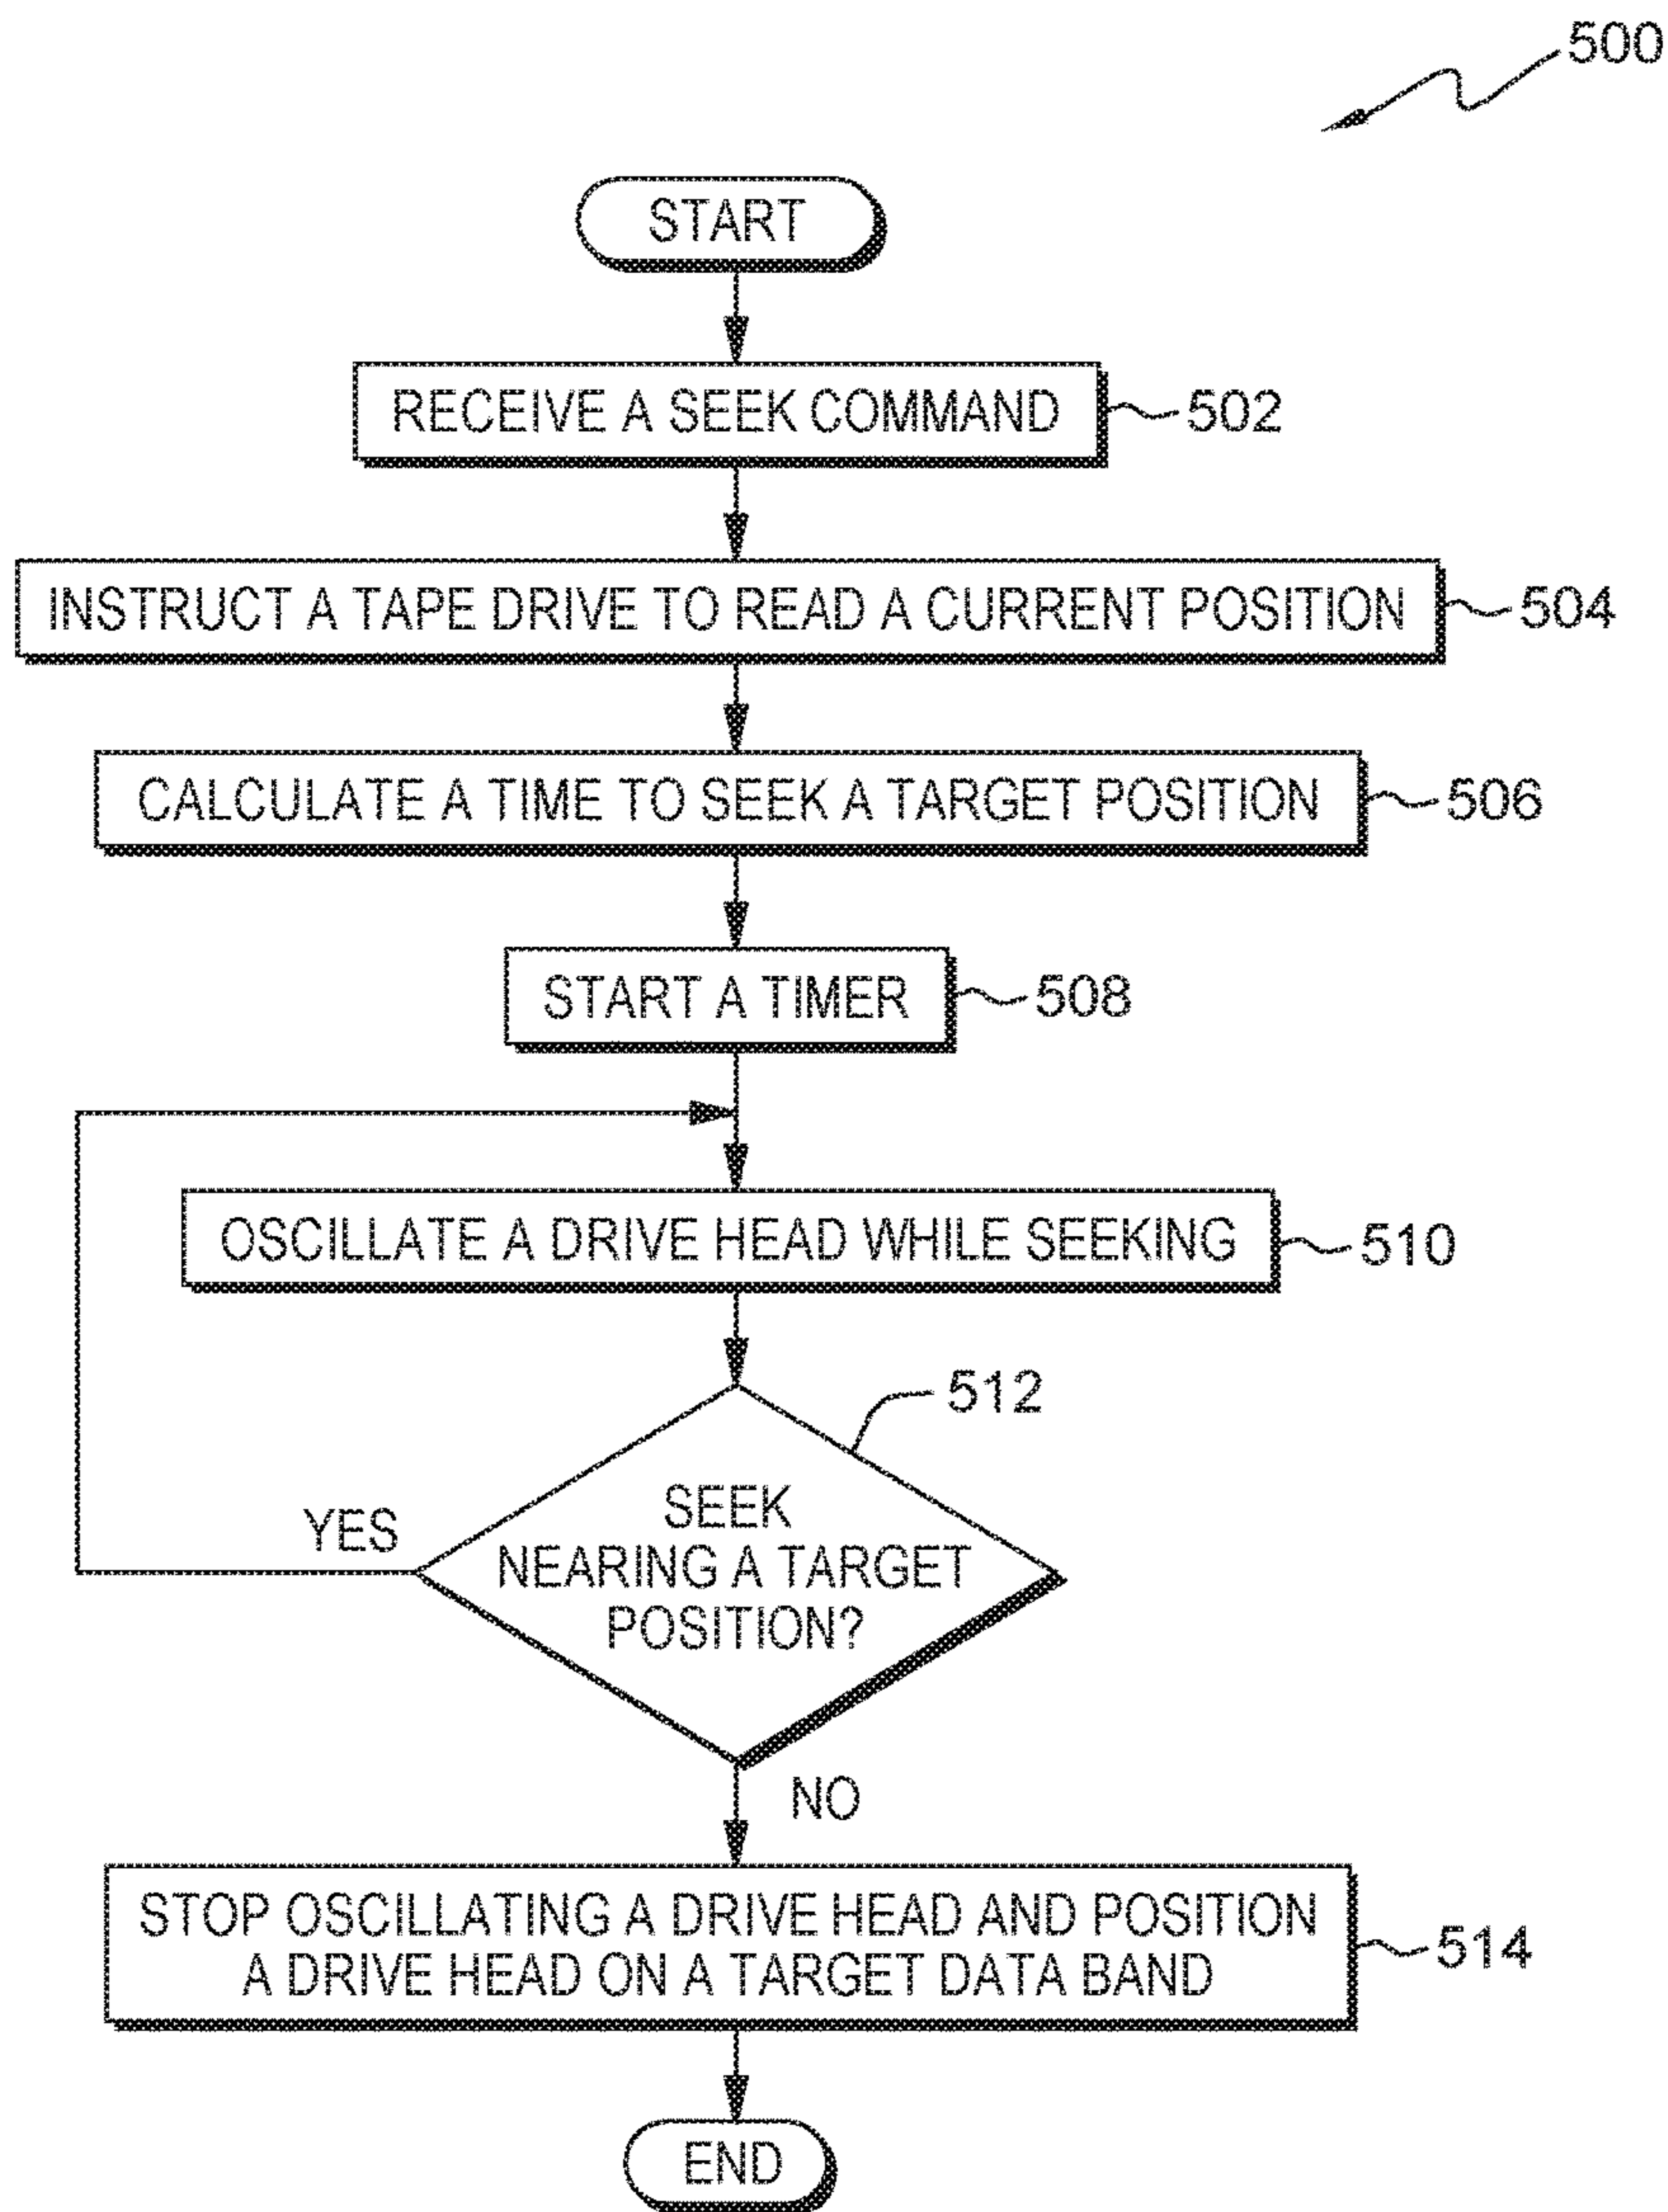 500
START
RECEIVE A SEEK COMMAND
502
INSTRUCT A TAPE DRIVE TO READ A CURRENT POSITION
504
CALCULATE A TIME TO SEEK A TARGET POSITION
506
START A TIMER
508
OSCILLATE A DRIVE HEAD WHILE SEEKING
510
512
SEEK
NEARING A TARGET
POSITION?
YES
NO
STOP OSCILLATING A DRIVE HEAD AND POSITION
A DRIVE HEAD ON A TARGET DATA BAND
514
END